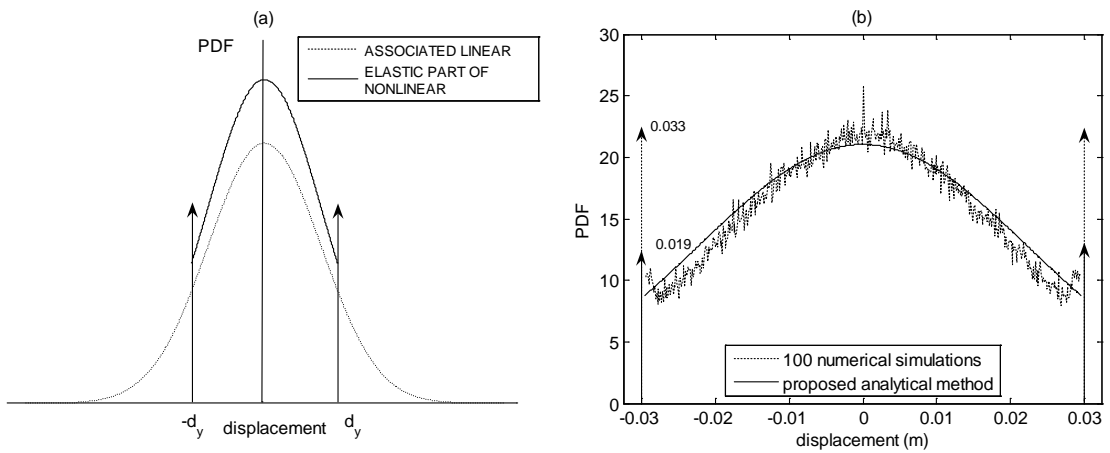 (a)
PDF
ASSOCIATED LINEAR
ELASTIC PART OF
NONLINEAR
-d_y displacement d_y
(b)
30
25
20
15
10
5
0
PDF
0.033
0.019
100 numerical simulations
proposed analytical method
-0.03 -0.02 -0.01 0 0.01 0.02 0.03
displacement (m)